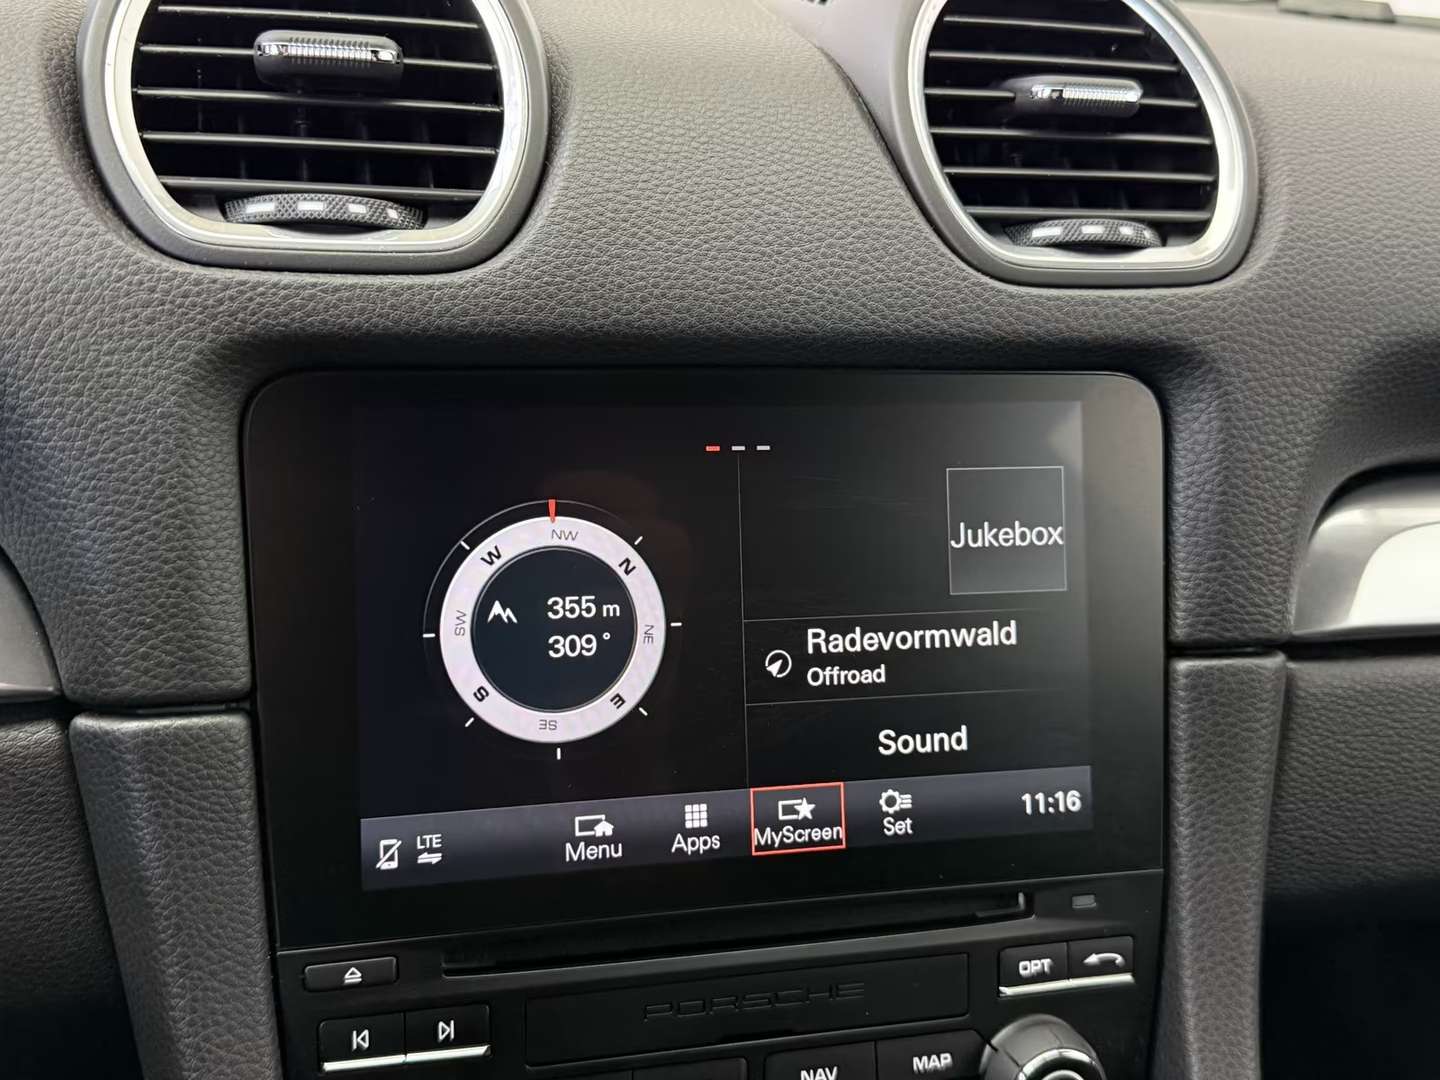 NW
W
N
SW
NE
S
E
SE
355 m
309°
Jukebox
Radevormwald
Offroad
Sound
LTE
Menu
Apps
MyScreen
Set
11:16
OPT
PORSCHE
NAV
MAP